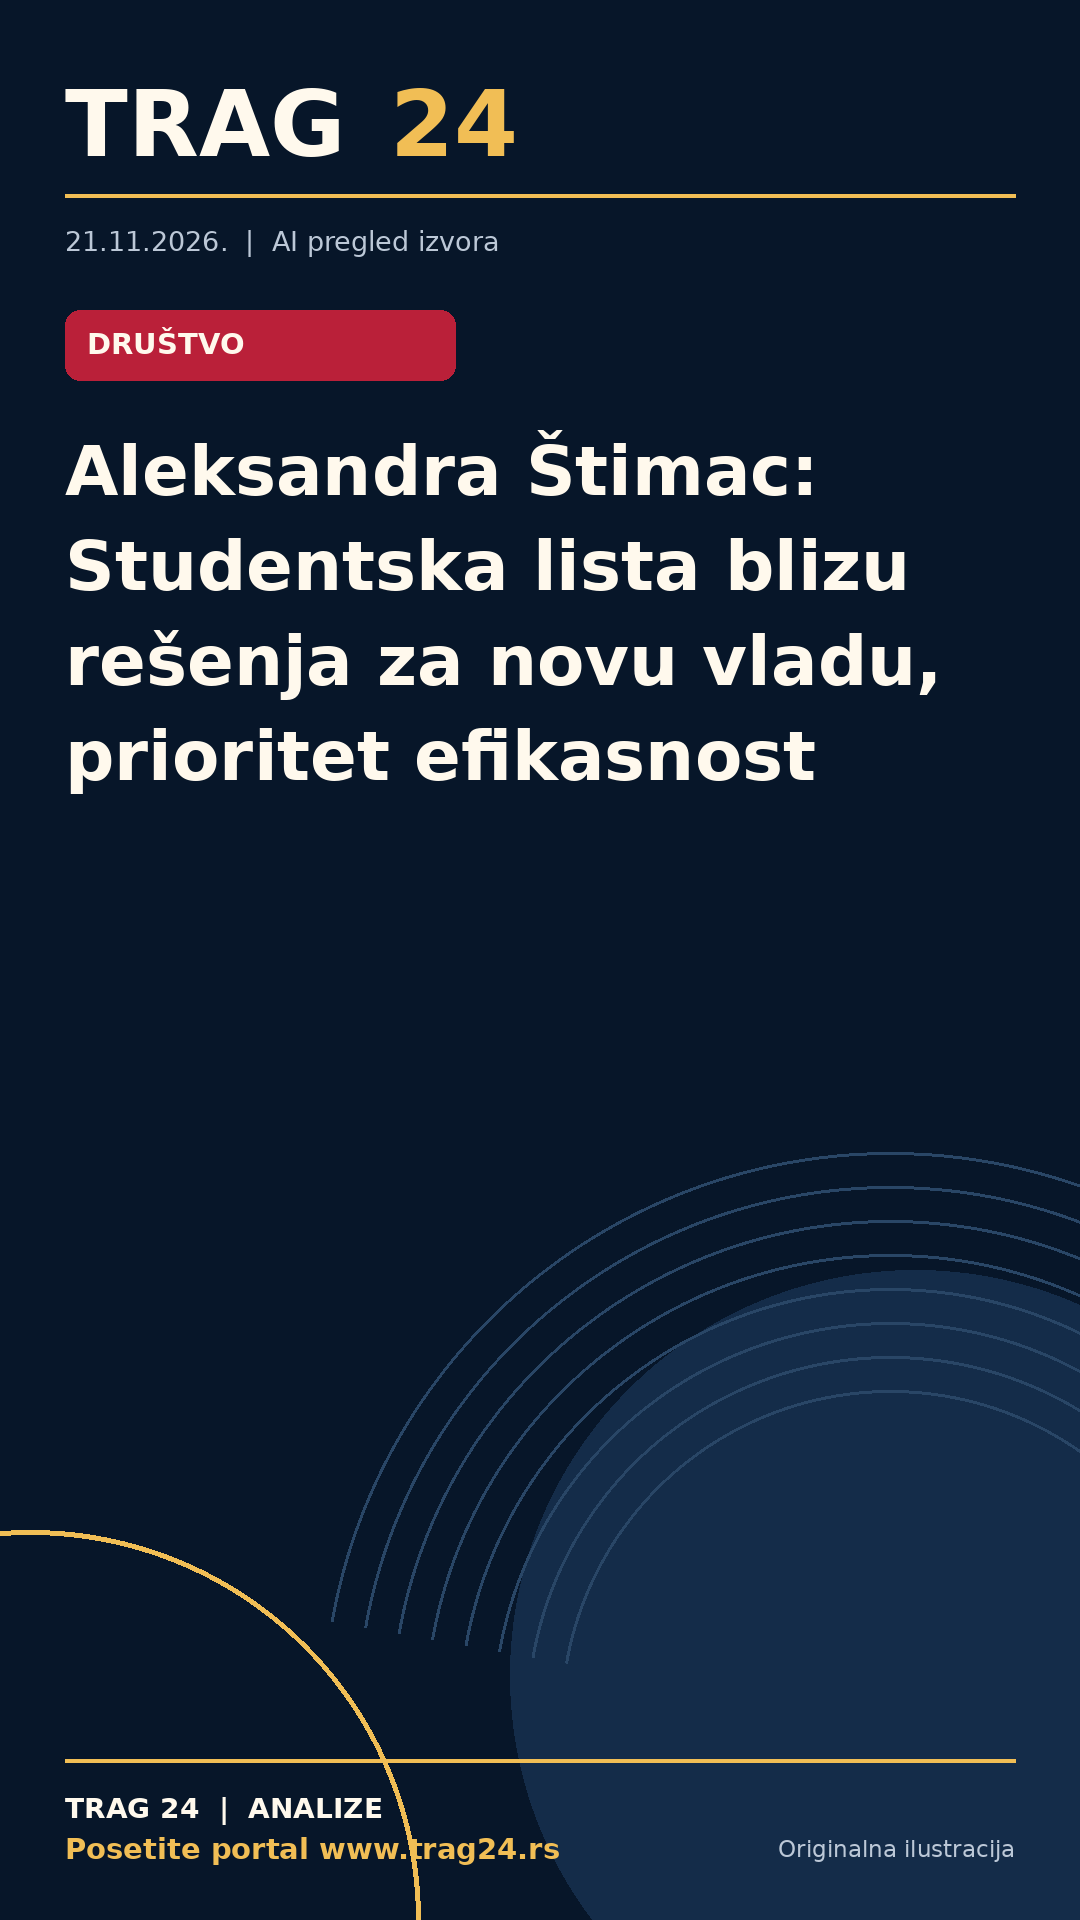 TRAG 24
21.11.2026. | AI pregled izvora
DRUŠTVO
Aleksandra Štimac:
Studentska lista blizu
rešenja za novu vladu,
prioritet efikasnost
TRAG 24 | ANALIZE
Posetite portal www.trag24.rs
Originalna ilustracija